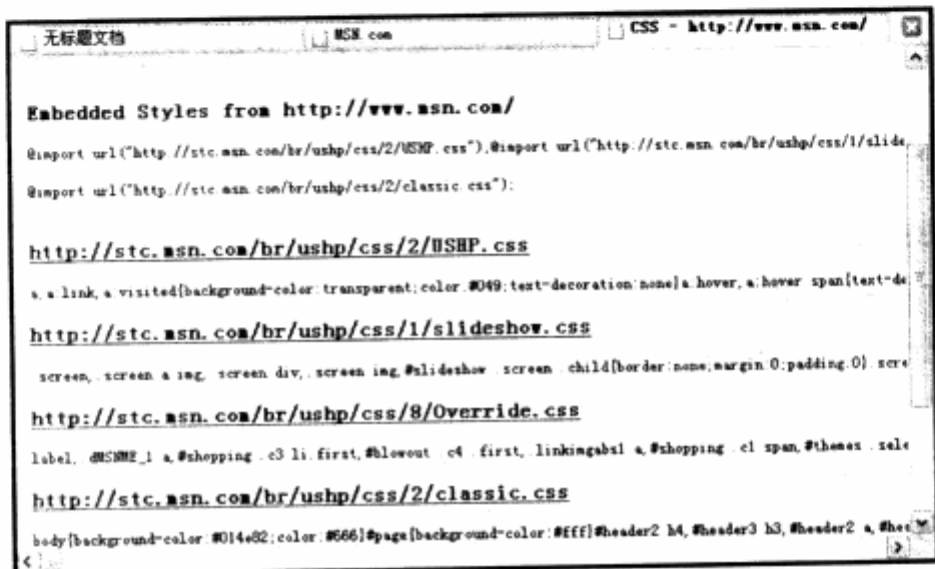 无标题文档
MSN.com
CSS - http://www.msn.com/
Embedded Styles from http://www.msn.com/
@import url("http://stc.msn.com/br/ushp/css/2/USHP.css");@import url("http://stc.msn.com/br/ushp/css/1/slide
@import url("http://stc.msn.com/br/ushp/css/2/classic.css");
http://stc.msn.com/br/ushp/css/2/USHP.css
a,a:link,a:visited{background-color:transparent;color:#049;text-decoration:none}a:hover,a:hover span{text-de
http://stc.msn.com/br/ushp/css/1/slideshow.css
.screen,.screen a img,.screen div,.screen img,#slideshow .screen .child{border:none;margin:0;padding:0}.scre
http://stc.msn.com/br/ushp/css/8/Override.css
label, a,#shopping .c3 li.first,#blowout .c4 .first,.linkimgabs1 a,#shopping .c1 span,#themes .sele
http://stc.msn.com/br/ushp/css/2/classic.css
body{background-color:#014e82;color:#666}#page{background-color:#fff}#header2 h4,#header3 h3,#header2 a,#hea